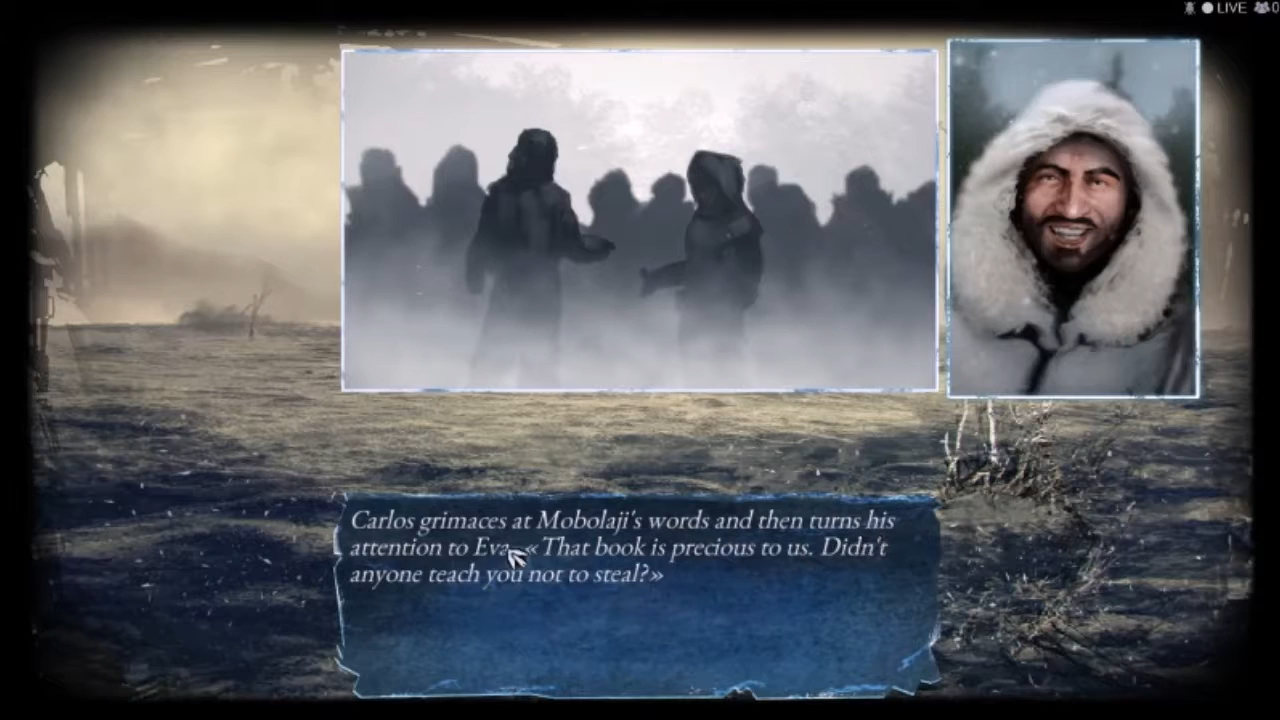 LIVE 0
Carlos grimaces at Mobolaji's words and then turns his
attention to Eva. « That book is precious to us. Didn't
anyone teach you not to steal?»